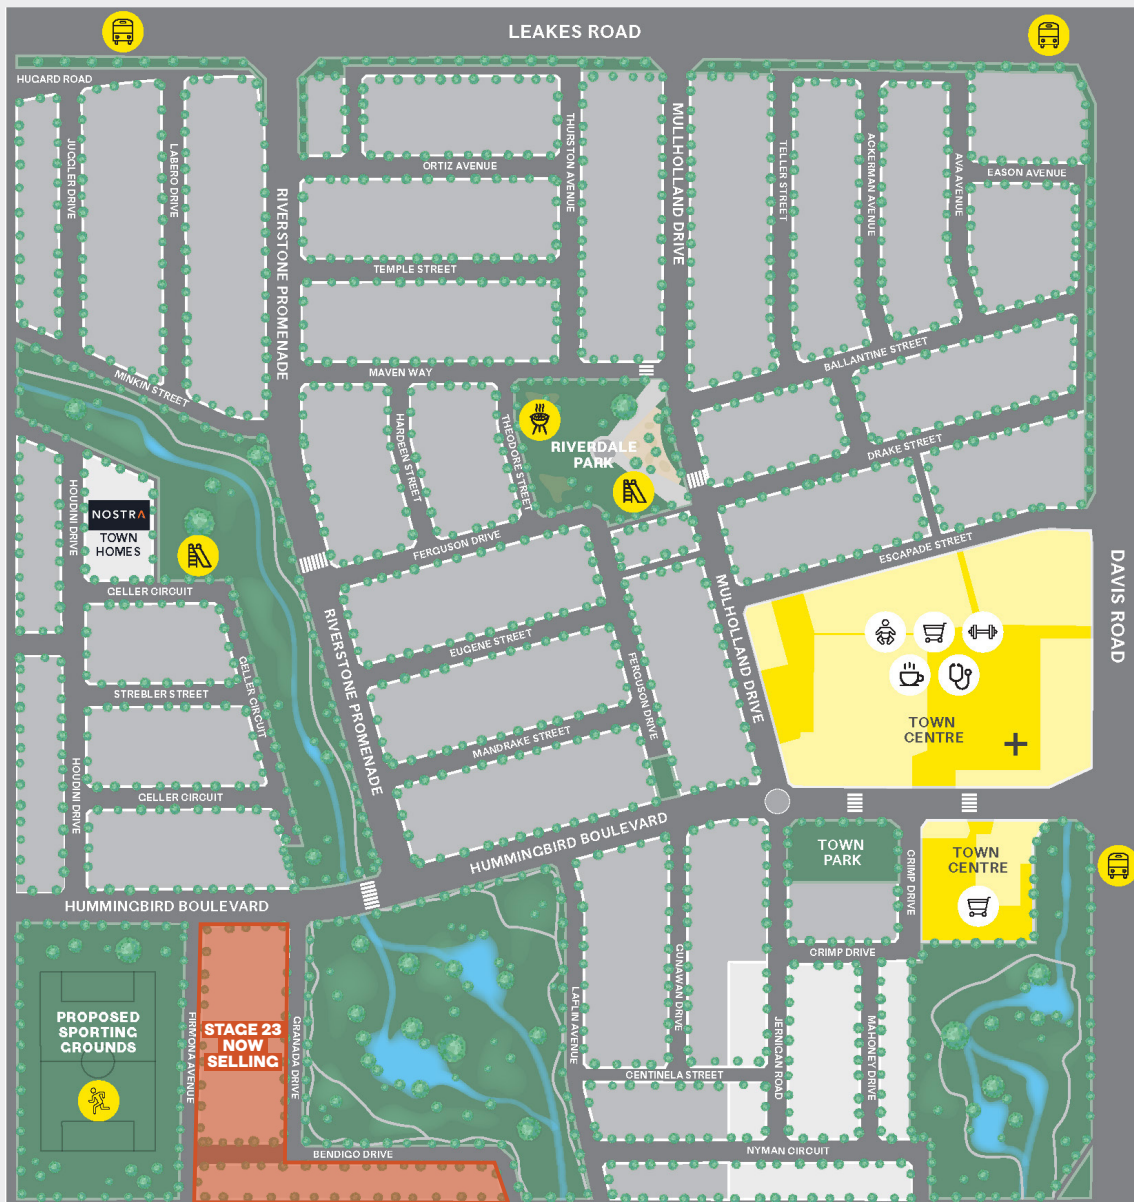 LEAKES ROAD
HUGARD ROAD
JUGGLER DRIVE
LABERO DRIVE
RIVERSTONE PROMENADE
ORTIZ AVENUE
THURSTON AVENUE
MULLHOLLAND DRIVE
TELLER STREET
ACKERMAN AVENUE
AVA AVENUE
EASON AVENUE
TEMPLE STREET
MAVEN WAY
BALLANTINE STREET
MINKIN STREET
HARDEEN STREET
THEODORE STREET
RIVERDALE
PARK
DRAKE STREET
HOUDINI DRIVE
NOSTRA
TOWN
HOMES
FERGUSON DRIVE
ESCAPADE STREET
DAVIS ROAD
GELLER CIRCUIT
RIVERSTONE PROMENADE
EUGENE STREET
FERGUSON DRIVE
MULHOLLAND DRIVE
STREBLER STREET
GELLER CIRCUIT
MANDRAKE STREET
TOWN
CENTRE
HOUDINI DRIVE
GELLER CIRCUIT
HUMMINGBIRD BOULEVARD
TOWN
PARK
CRIMP DRIVE
TOWN
CENTRE
HUMMINGBIRD BOULEVARD
CRIMP DRIVE
PROPOSED
SPORTING
GROUNDS
FIRMONA AVENUE
STAGE 23
NOW
SELLING
GRANADA DRIVE
LAFLIN AVENUE
GUNAWAN DRIVE
JERNIGAN ROAD
MAHONEY DRIVE
CENTINELA STREET
BENDIGO DRIVE
NYMAN CIRCUIT